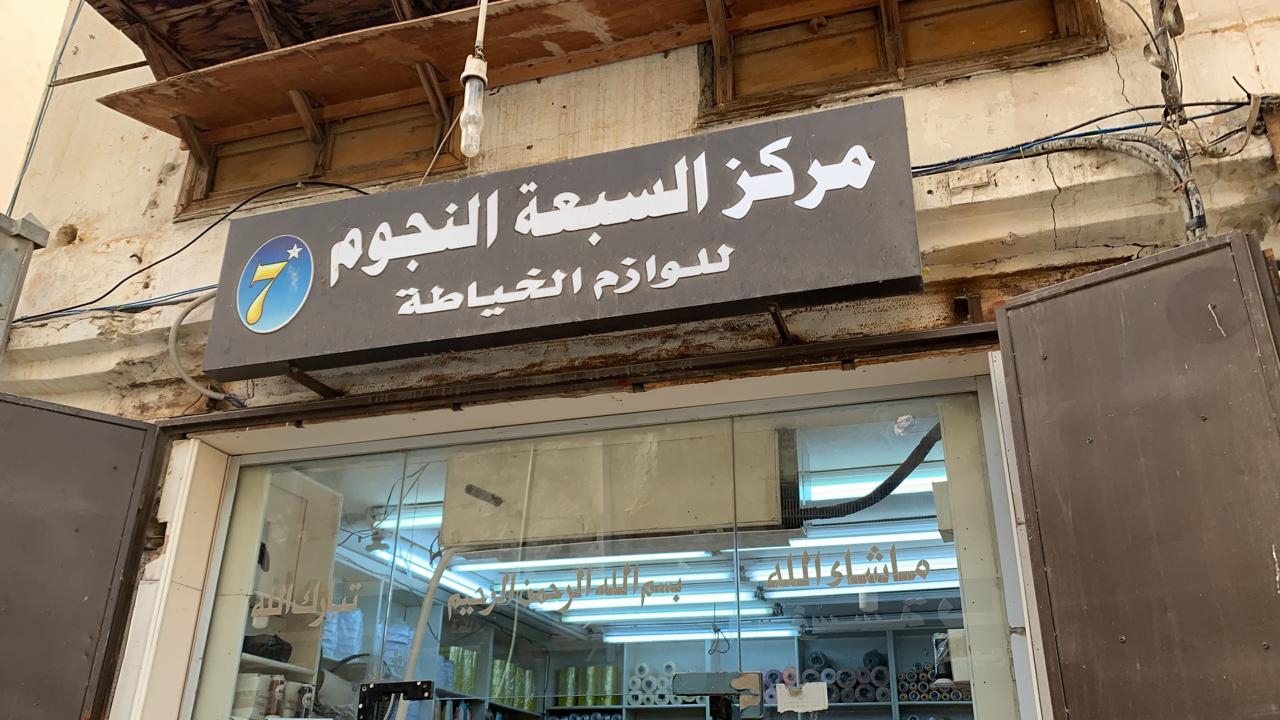 مركز السبعة النجوم
للوازم الخياطة
7
ماشاء الله
بسم الله الرحمن الرحيم
تبارك الله